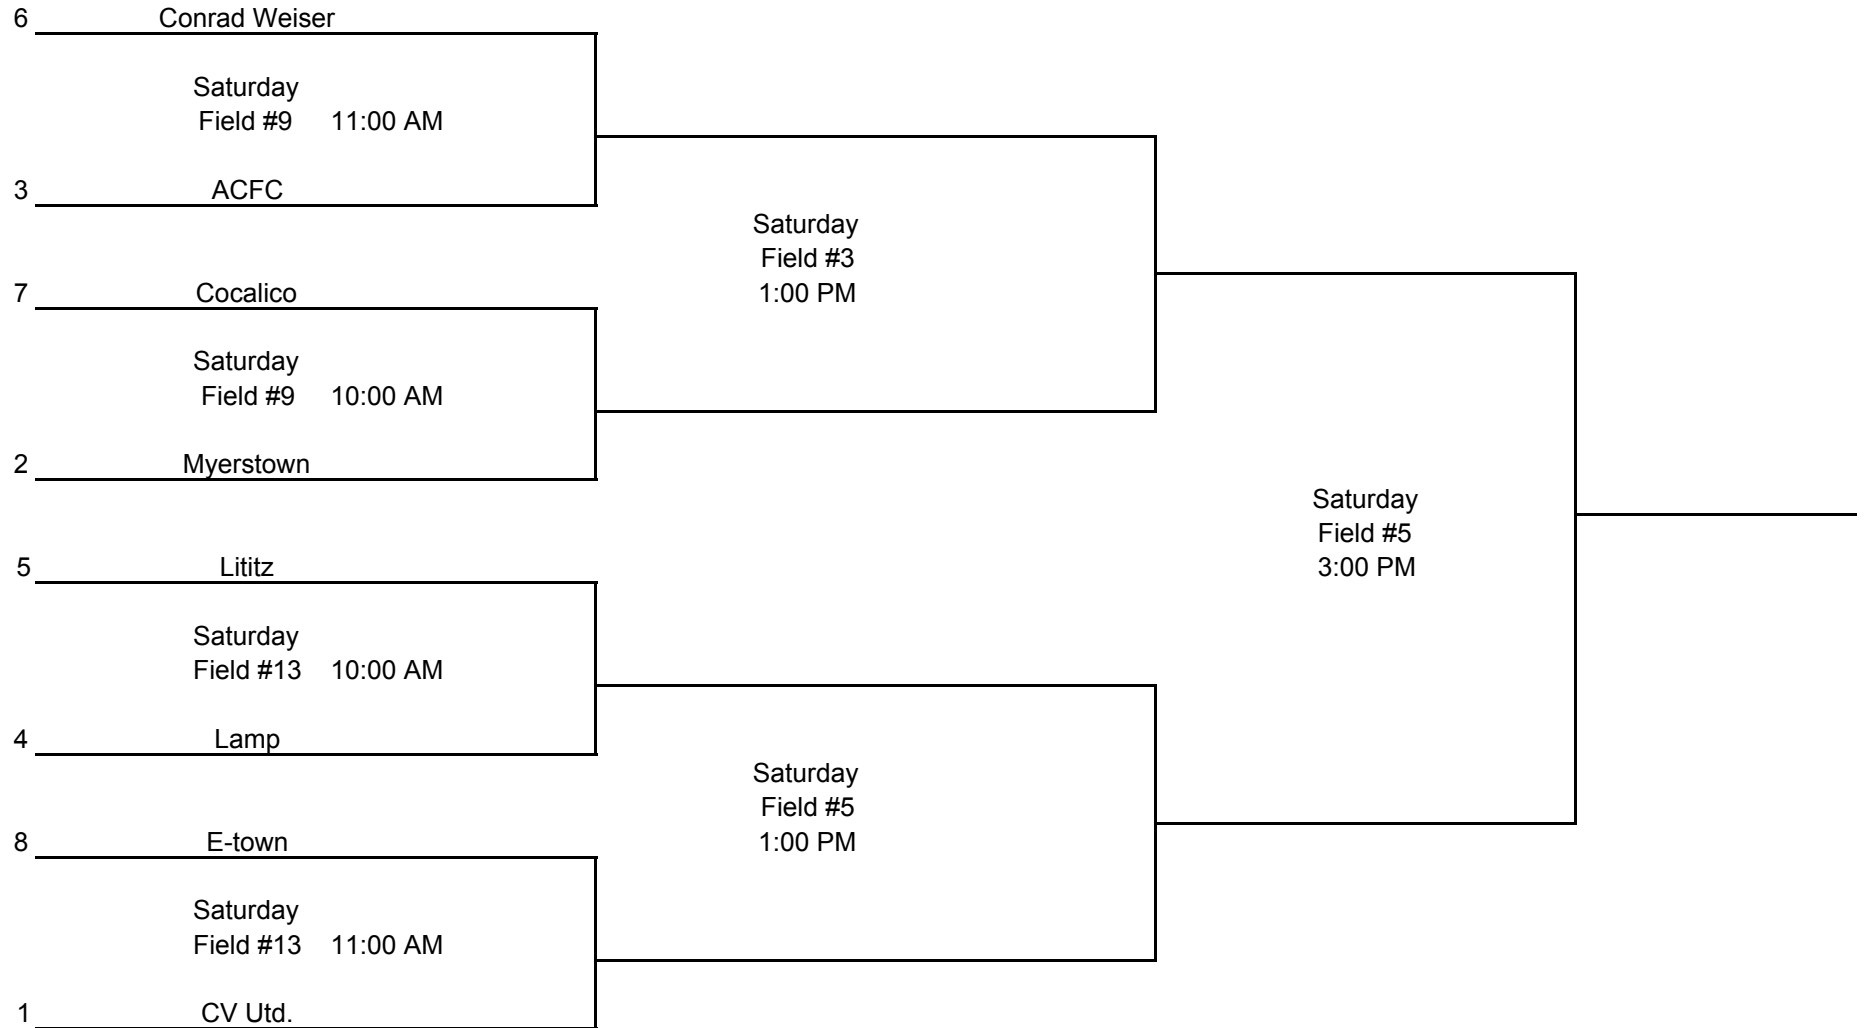 6 Conrad Weiser
Saturday
Field #9 11:00 AM
3 ACFC
Saturday
Field #3
1:00 PM
7 Cocalico
Saturday
Field #9 10:00 AM
2 Myerstown
Saturday
Field #5
3:00 PM
5 Lititz
Saturday
Field #13 10:00 AM
4 Lamp
Saturday
Field #5
1:00 PM
8 E-town
Saturday
Field #13 11:00 AM
1 CV Utd.